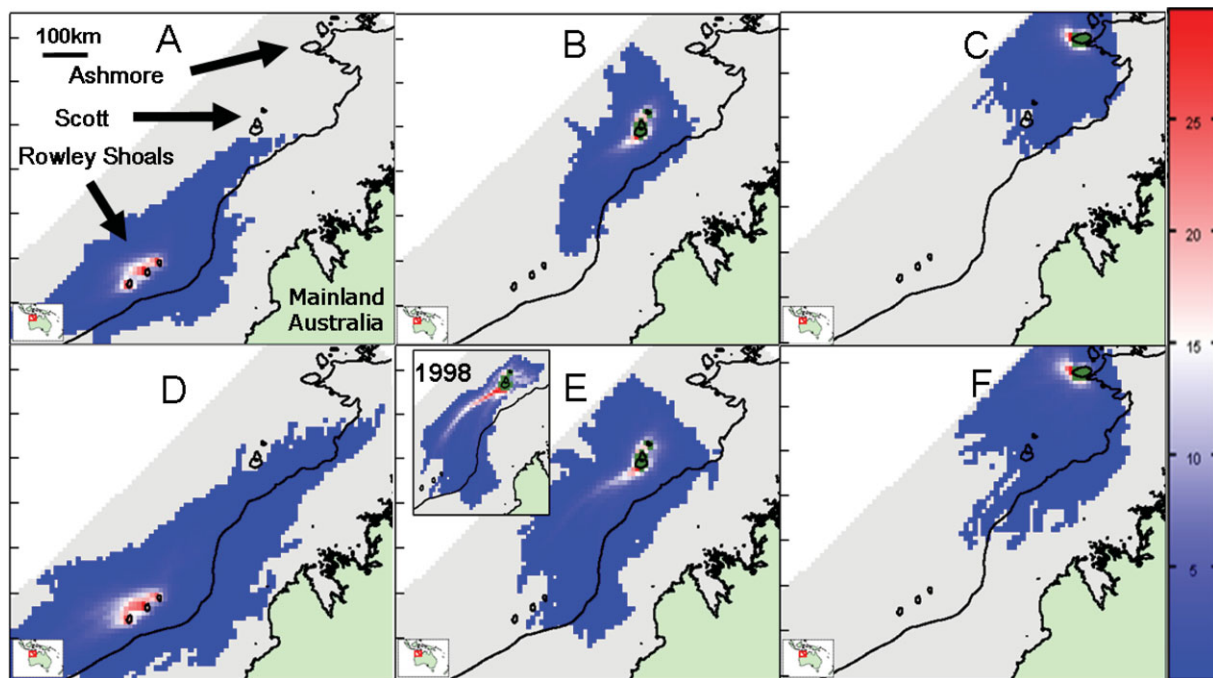 100km
A
Ashmore
Scott
Rowley Shoals
Mainland
Australia
B
C
25
20
15
10
5
D
1998
E
F